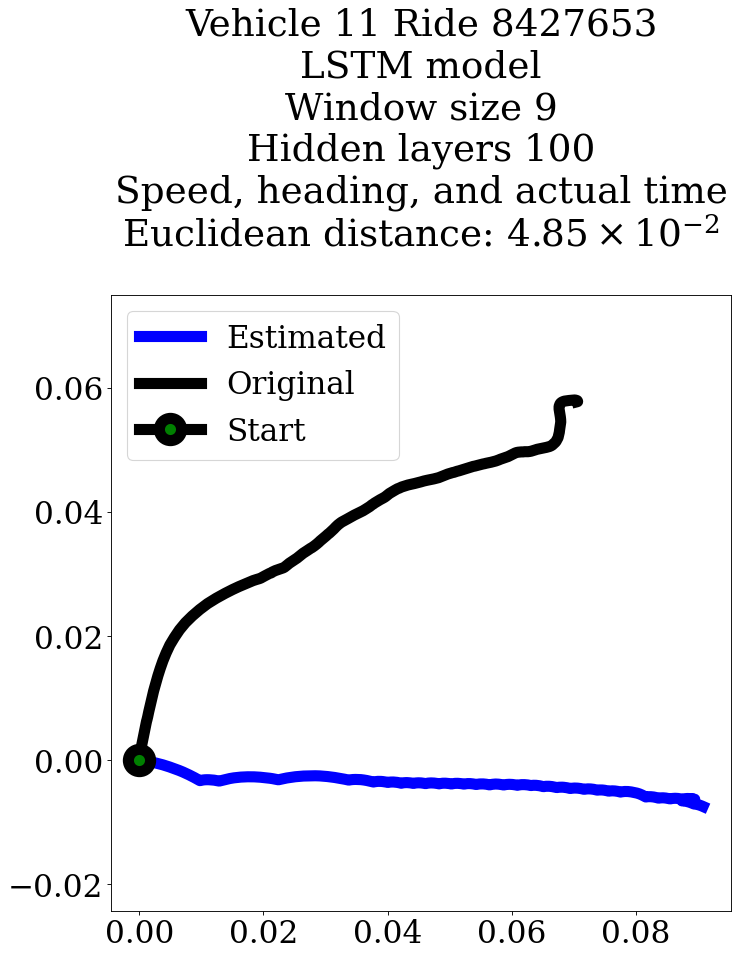 Vehicle 11 Ride 8427653
LSTM model
Window size 9
Hidden layers 100
Speed, heading, and actual time
Euclidean distance: 4.85 × 10⁻²
Estimated
Original
Start
0.06
0.04
0.02
0.00
−0.02
0.00 0.02 0.04 0.06 0.08